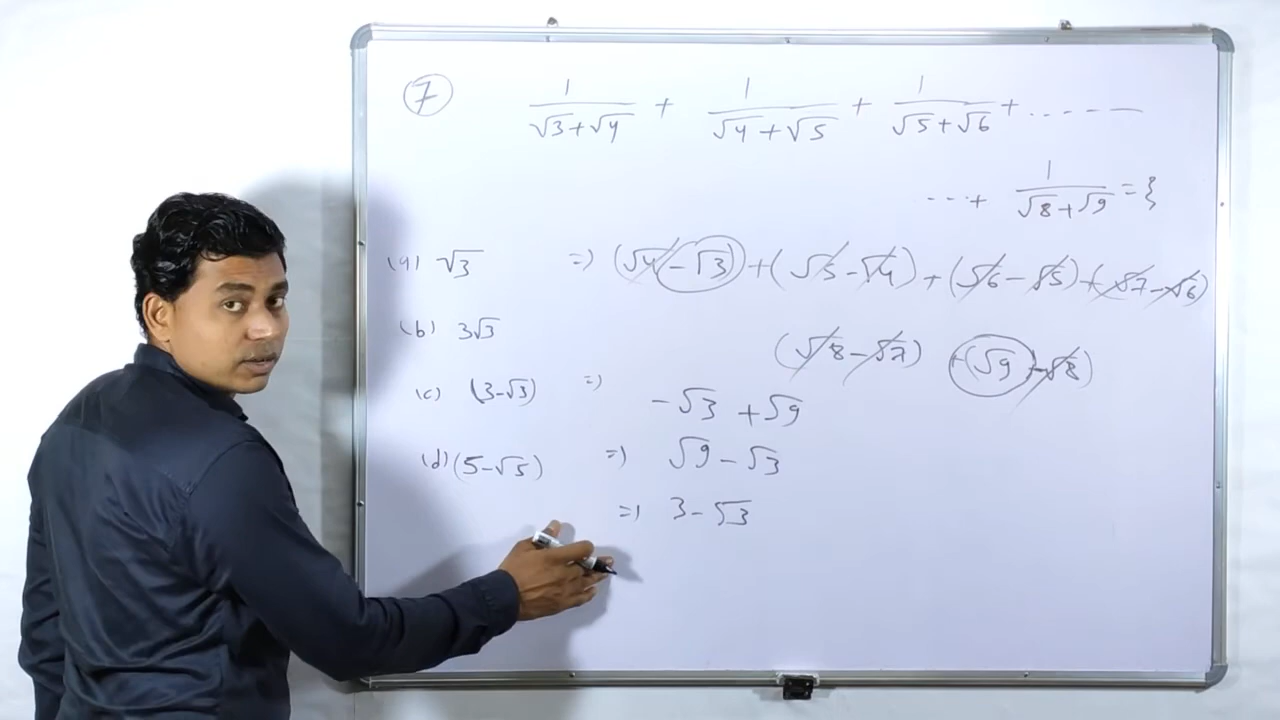 (7) 1/(√3+√4) + 1/(√4+√5) + 1/(√5+√6) + ......
...+ 1/(√8+√9) = }
(a) √3 => (√4-√3) + (√5-√4) + (√6-√5) + (√7-√6)
(b) 3√3 (√8-√7) +(√9-√8)
(c) (3-√3) => -√3 +√9
(d) (5-√5) => √9-√3
=> 3-√3